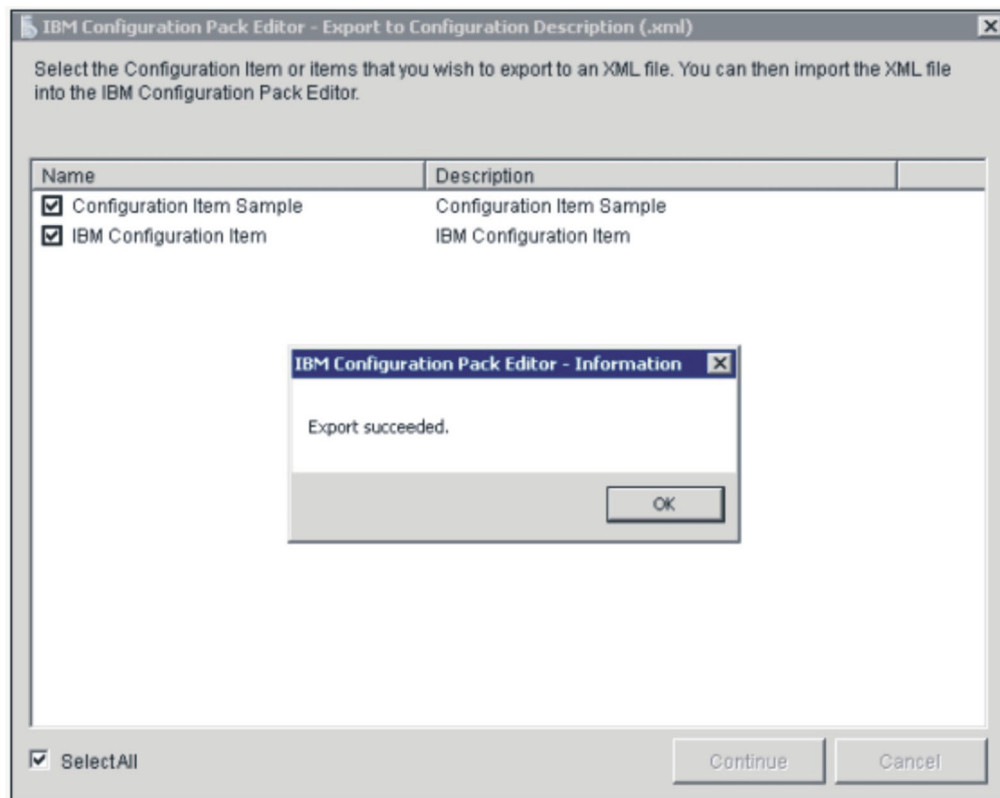 IBM Configuration Pack Editor - Export to Configuration Description (.xml)
Select the Configuration Item or items that you wish to export to an XML file. You can then import the XML file
into the IBM Configuration Pack Editor.
Name Description
Configuration Item Sample Configuration Item Sample
IBM Configuration Item IBM Configuration Item
IBM Configuration Pack Editor - Information
Export succeeded.
OK
Select All
Continue Cancel